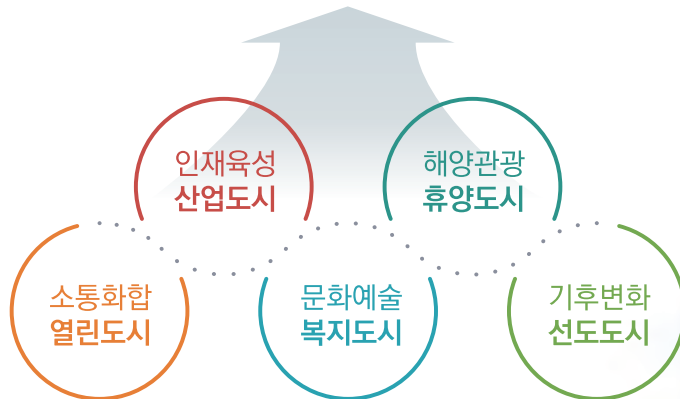 인재육성
산업도시
해양관광
휴양도시
소통화합
열린도시
문화예술
복지도시
기후변화
선도도시